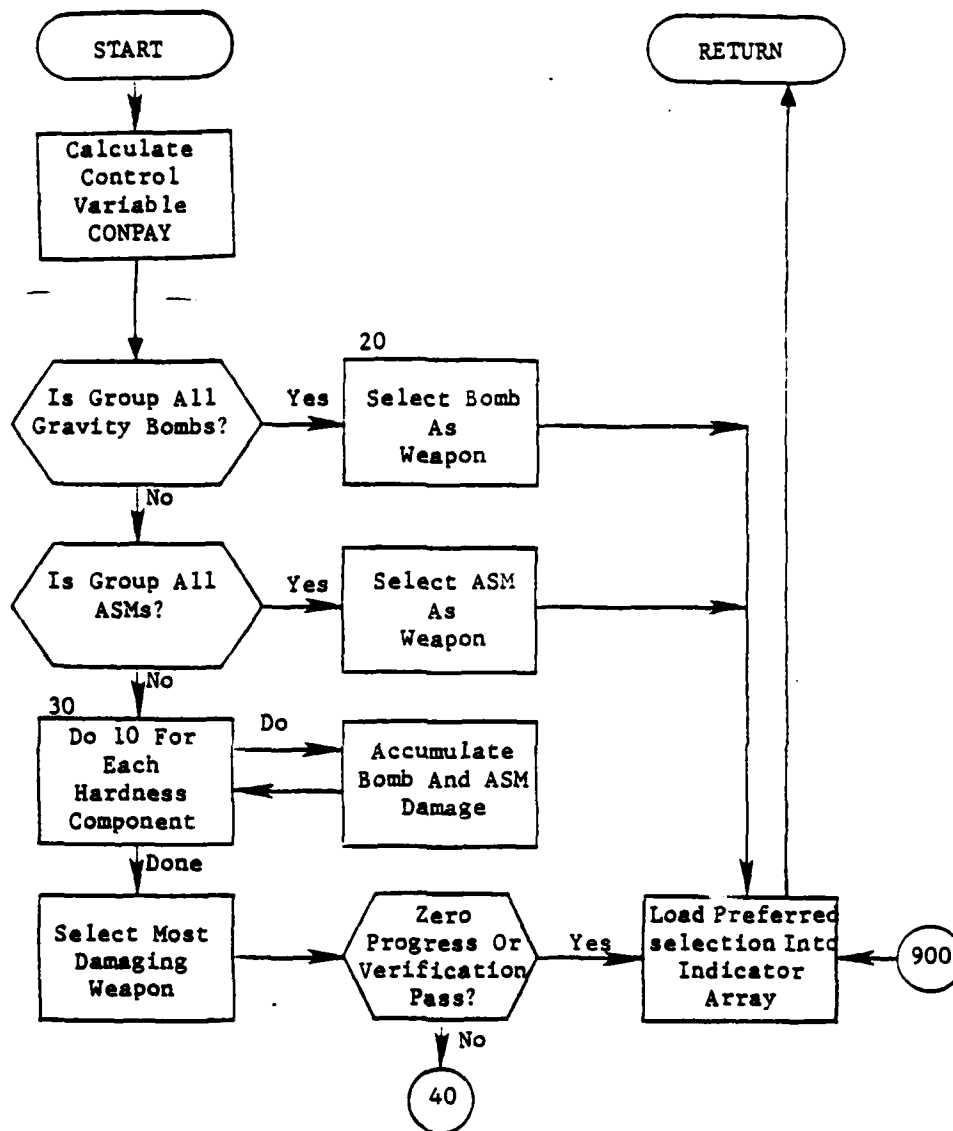 START
RETURN
Calculate
Control
Variable
CONPAY
20
Is Group All
Gravity Bombs?
Yes
Select Bomb
As
Weapon
No
Is Group All
ASMs?
Yes
Select ASM
As
Weapon
No
30
Do 10 For
Each
Hardness
Component
Do
Accumulate
Bomb And ASM
Damage
Done
Select Most
Damaging
Weapon
Zero
Progress Or
Verification
Pass?
Yes
Load Preferred
selection Into
Indicator
Array
900
No
40